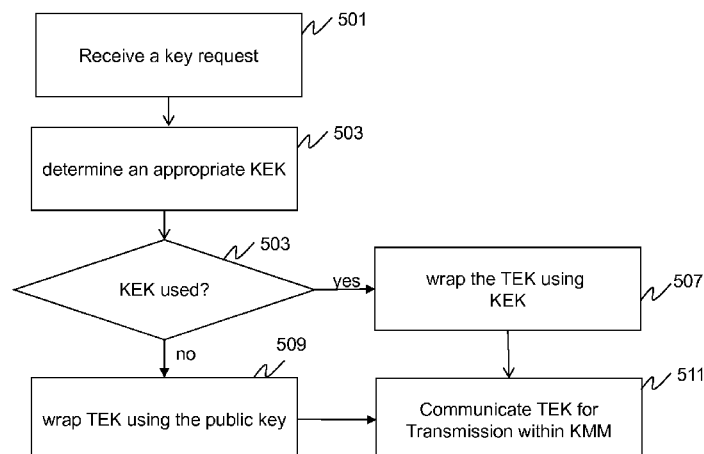 501
Receive a key request
503
determine an appropriate KEK
503
KEK used?
yes
wrap the TEK using
KEK
507
no
509
wrap TEK using the public key
511
Communicate TEK for
Transmission within KMM